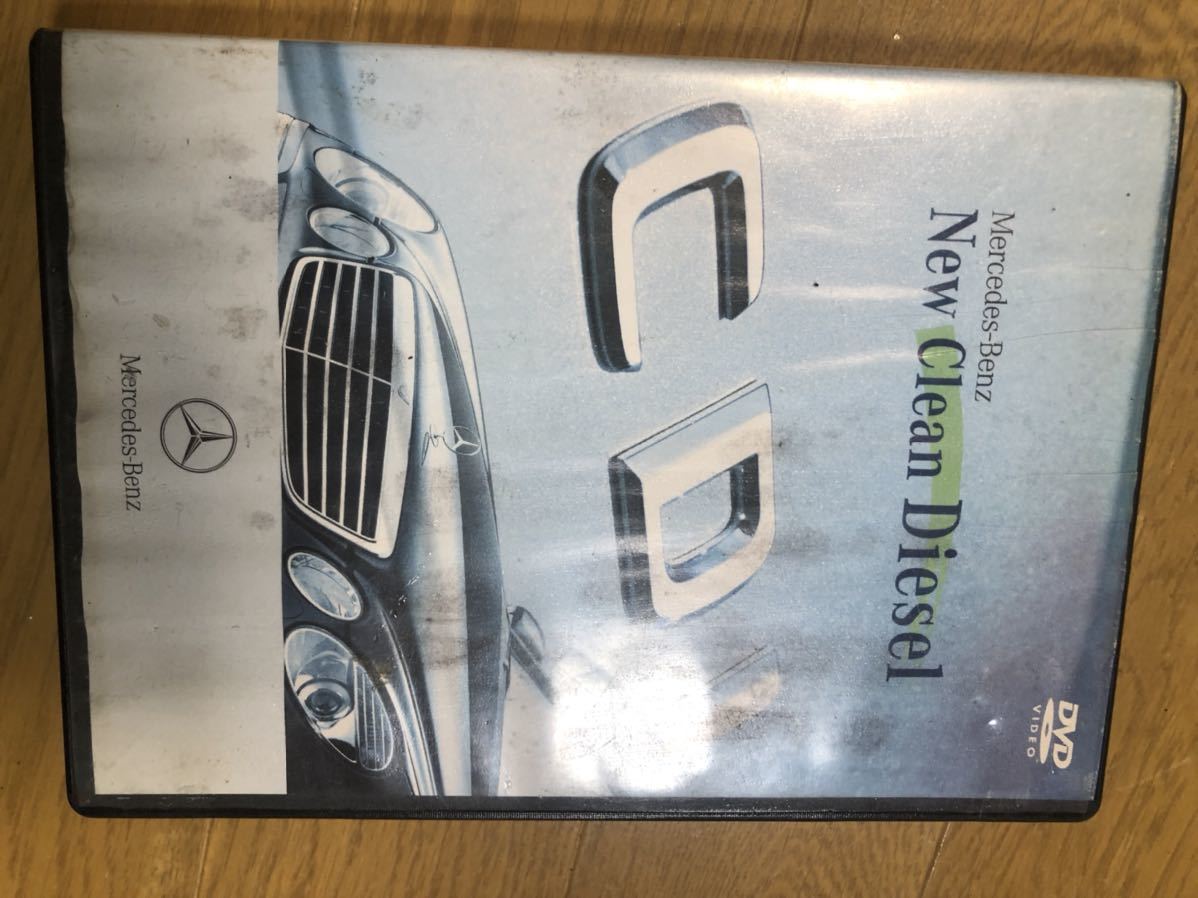 Mercedes-Benz
New Clean Diesel
DVD
VIDEO
CDI
Mercedes-Benz